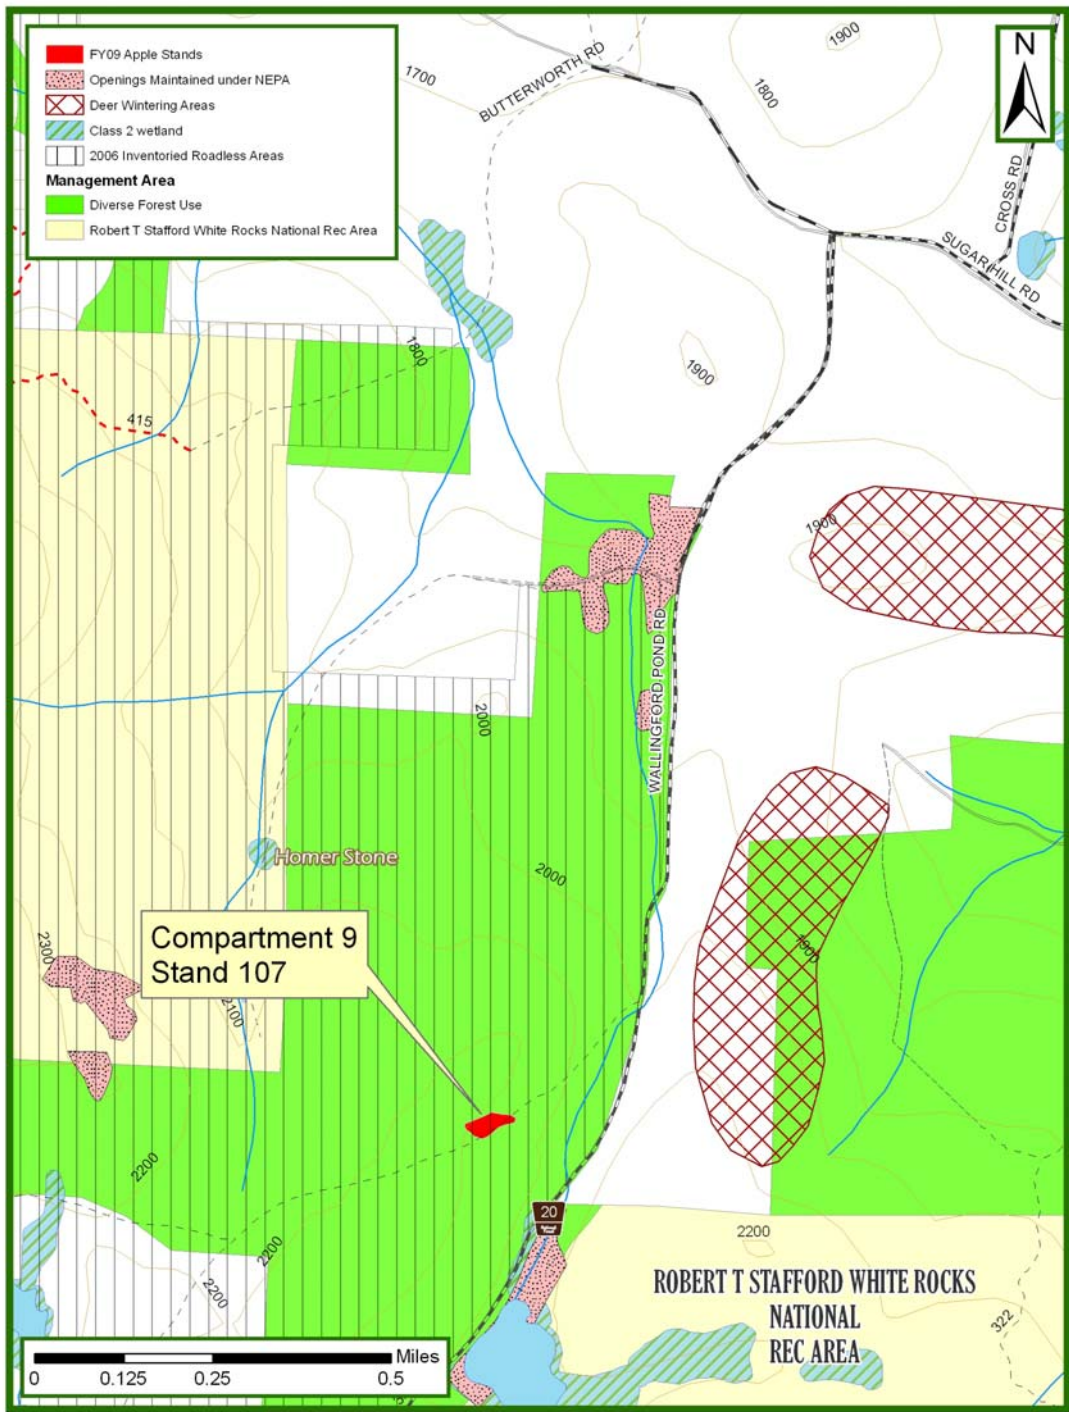 FY09 Apple Stands
Openings Maintained under NEPA
Deer Wintering Areas
Class 2 wetland
2006 Inventoried Roadless Areas
Management Area
Diverse Forest Use
Robert T Stafford White Rocks National Rec Area
N
1700
BUTTERWORTH RD
1900
1800
CROSS RD
SUGAR HILL RD
1800
1900
415
1900
2000
WALLINGFORD POND RD
Homer Stone
2000
2300
Compartment 9
Stand 107
1900
2100
2200
20
2200
2200
2200
ROBERT T STAFFORD WHITE ROCKS
NATIONAL
REC AREA
322
Miles
0 0.125 0.25 0.5